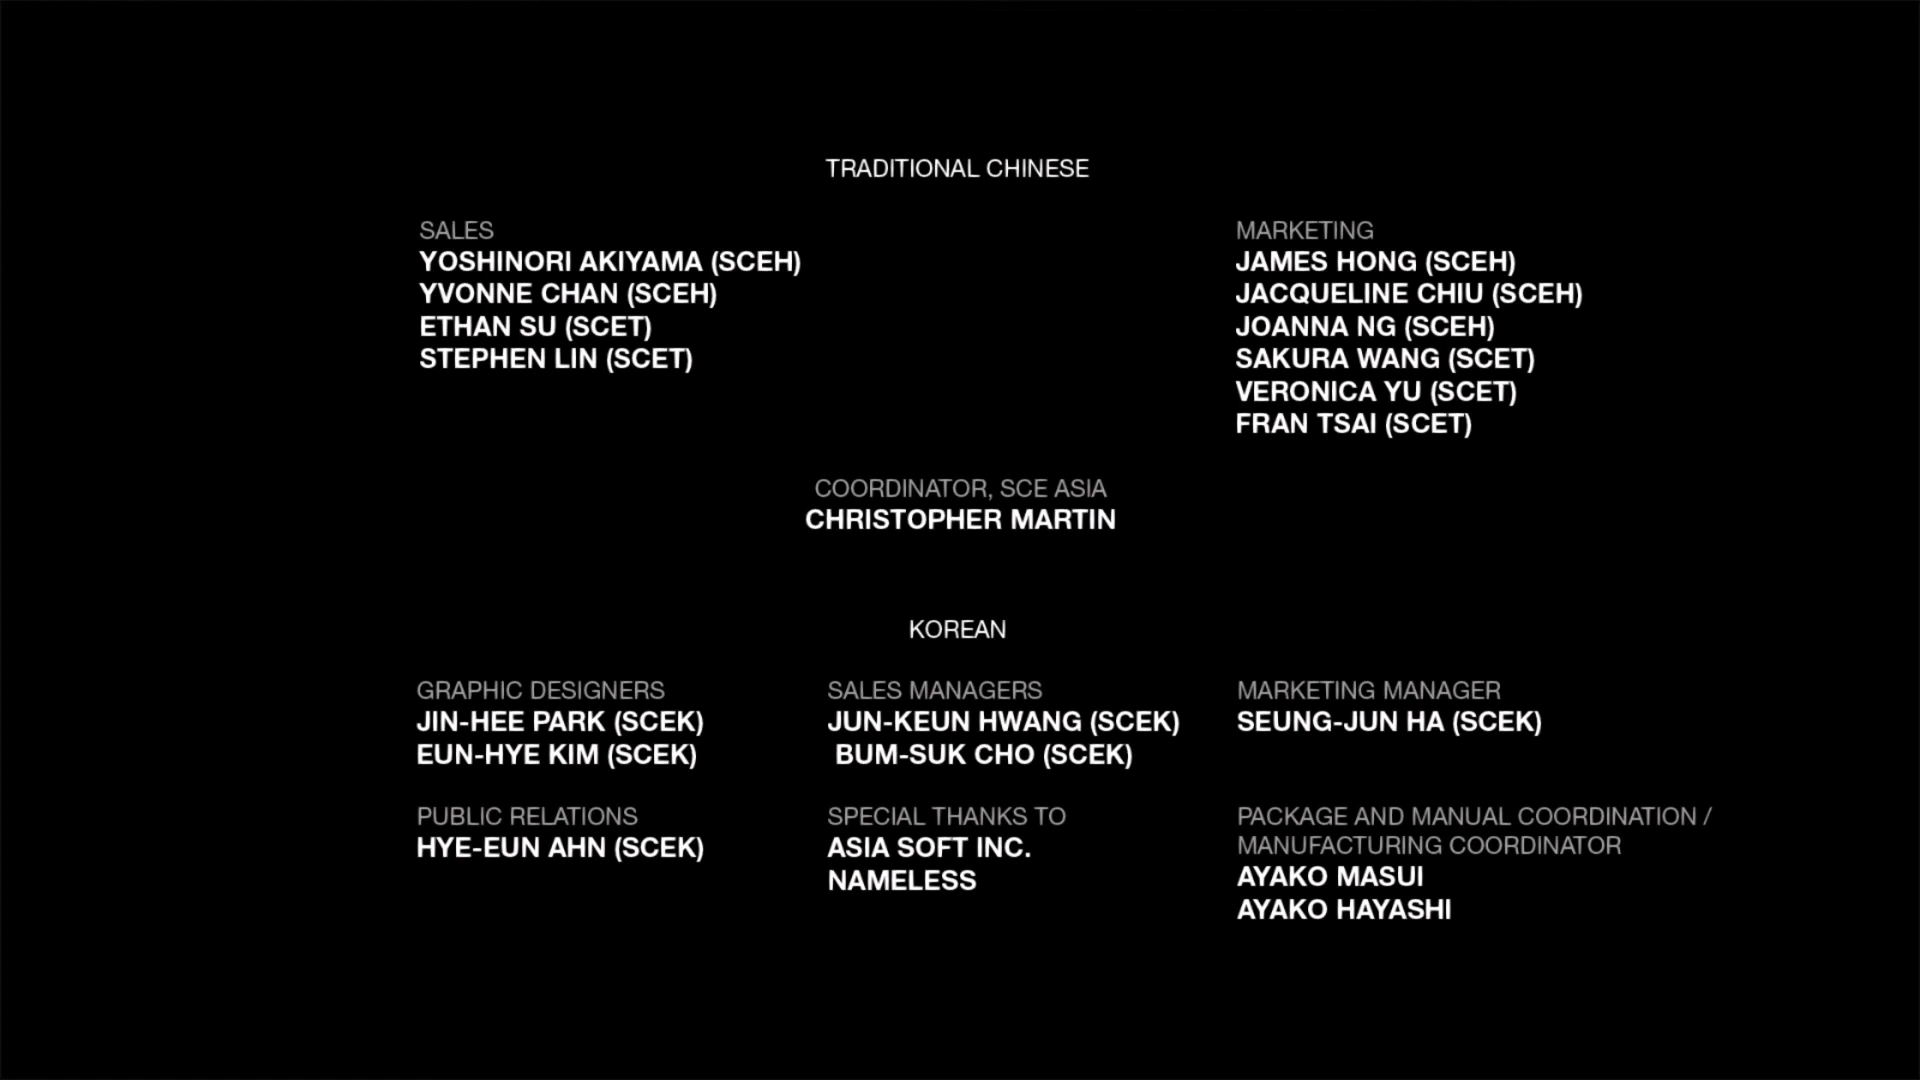 TRADITIONAL CHINESE
SALES
YOSHINORI AKIYAMA (SCEH)
YVONNE CHAN (SCEH)
ETHAN SU (SCET)
STEPHEN LIN (SCET)
MARKETING
JAMES HONG (SCEH)
JACQUELINE CHIU (SCEH)
JOANNA NG (SCEH)
SAKURA WANG (SCET)
VERONICA YU (SCET)
FRAN TSAI (SCET)
COORDINATOR, SCE ASIA
CHRISTOPHER MARTIN
KOREAN
GRAPHIC DESIGNERS
JIN-HEE PARK (SCEK)
EUN-HYE KIM (SCEK)
SALES MANAGERS
JUN-KEUN HWANG (SCEK)
BUM-SUK CHO (SCEK)
MARKETING MANAGER
SEUNG-JUN HA (SCEK)
PUBLIC RELATIONS
HYE-EUN AHN (SCEK)
SPECIAL THANKS TO
ASIA SOFT INC.
NAMELESS
PACKAGE AND MANUAL COORDINATION /
MANUFACTURING COORDINATOR
AYAKO MASUI
AYAKO HAYASHI